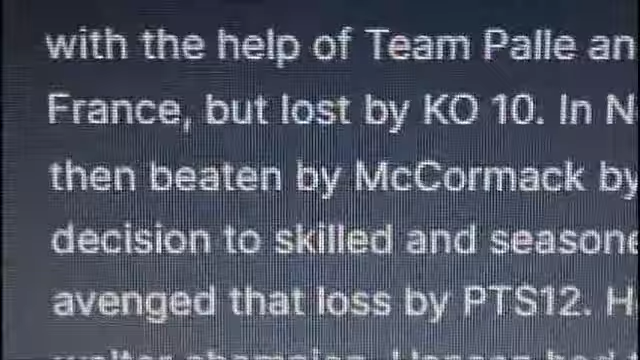 with the help of Team Palle an
France, but lost by KO 10. In N
then beaten by McCormack by
decision to skilled and seasone
avenged that loss by PTS12. H